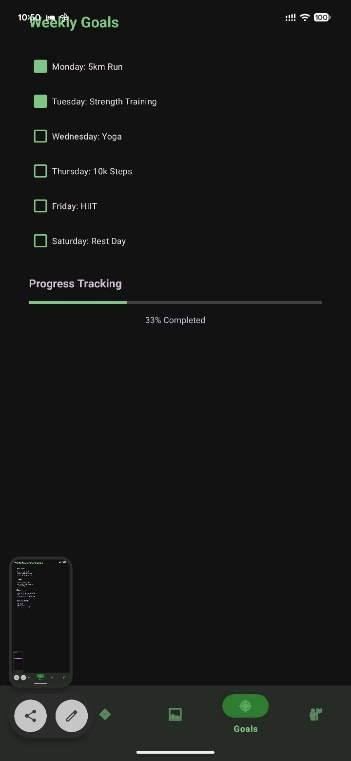 10:50
100
Weekly Goals
Monday: 5km Run
Tuesday: Strength Training
Wednesday: Yoga
Thursday: 10k Steps
Friday: HIIT
Saturday: Rest Day
Progress Tracking
33% Completed
Goals